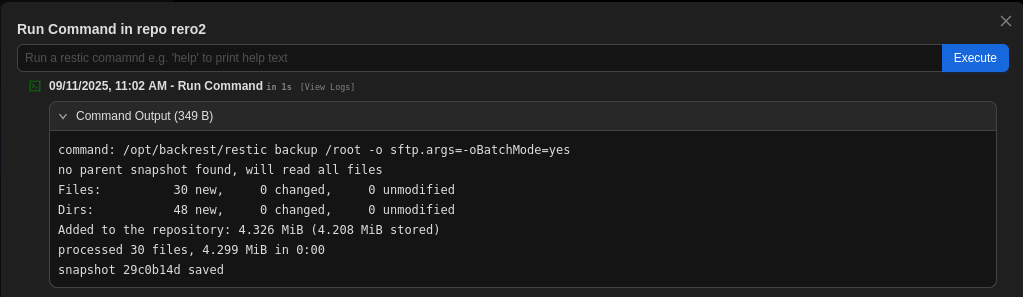 Run Command in repo rero2
Run a restic comamnd e.g. 'help' to print help text
Execute
09/11/2025, 11:02 AM - Run Command in 1s [View Logs]
Command Output (349 B)
command: /opt/backrest/restic backup /root -o sftp.args=-oBatchMode=yes
no parent snapshot found, will read all files
Files:          30 new,     0 changed,     0 unmodified
Dirs:           48 new,     0 changed,     0 unmodified
Added to the repository: 4.326 MiB (4.208 MiB stored)
processed 30 files, 4.299 MiB in 0:00
snapshot 29c0b14d saved